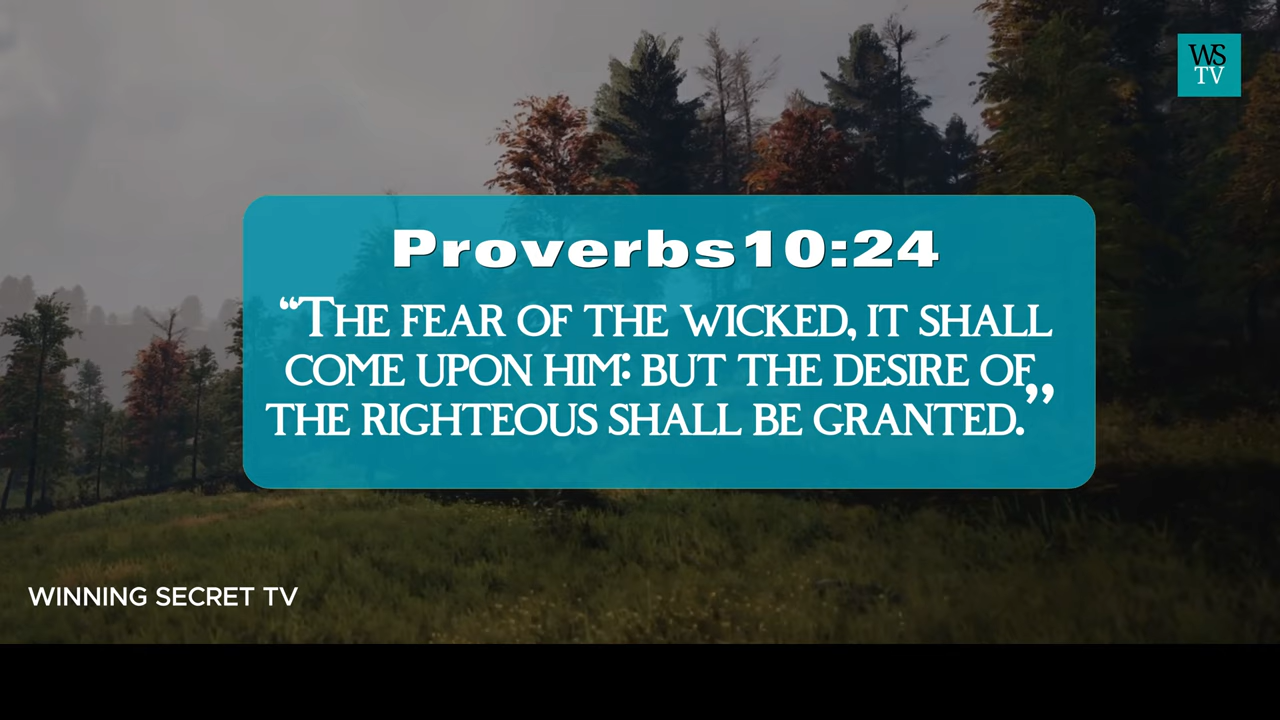 WS
TV
Proverbs10:24
“The fear of the wicked, it shall
come upon him: but the desire of
the righteous shall be granted.”
WINNING SECRET TV